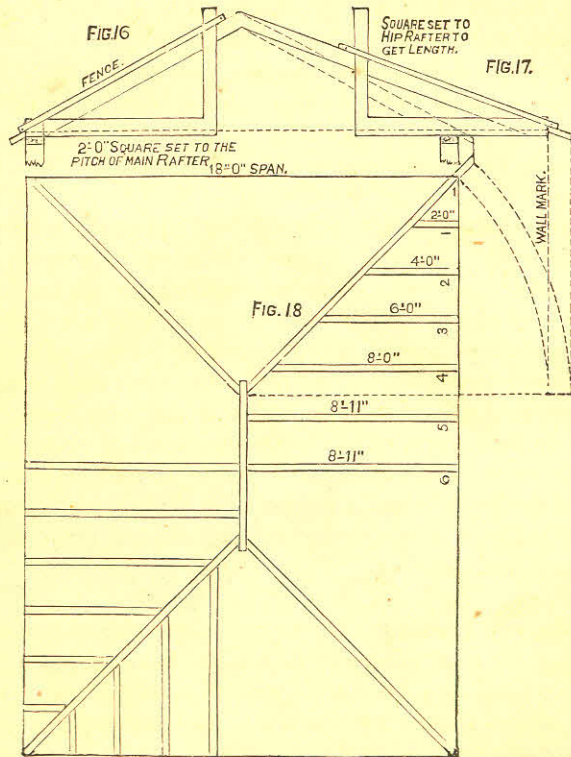 FIG.16
FENCE.
SQUARE SET TO
HIP RAFTER TO
GET LENGTH.
FIG.17.
2'-0" SQUARE SET TO THE
PITCH OF MAIN RAFTER
18'-0" SPAN.
WALL MARK.
1
2'-0"
1
4'-0"
2
FIG.18
6'-0"
3
8'-0"
4
8'-11"
5
8'-11"
6